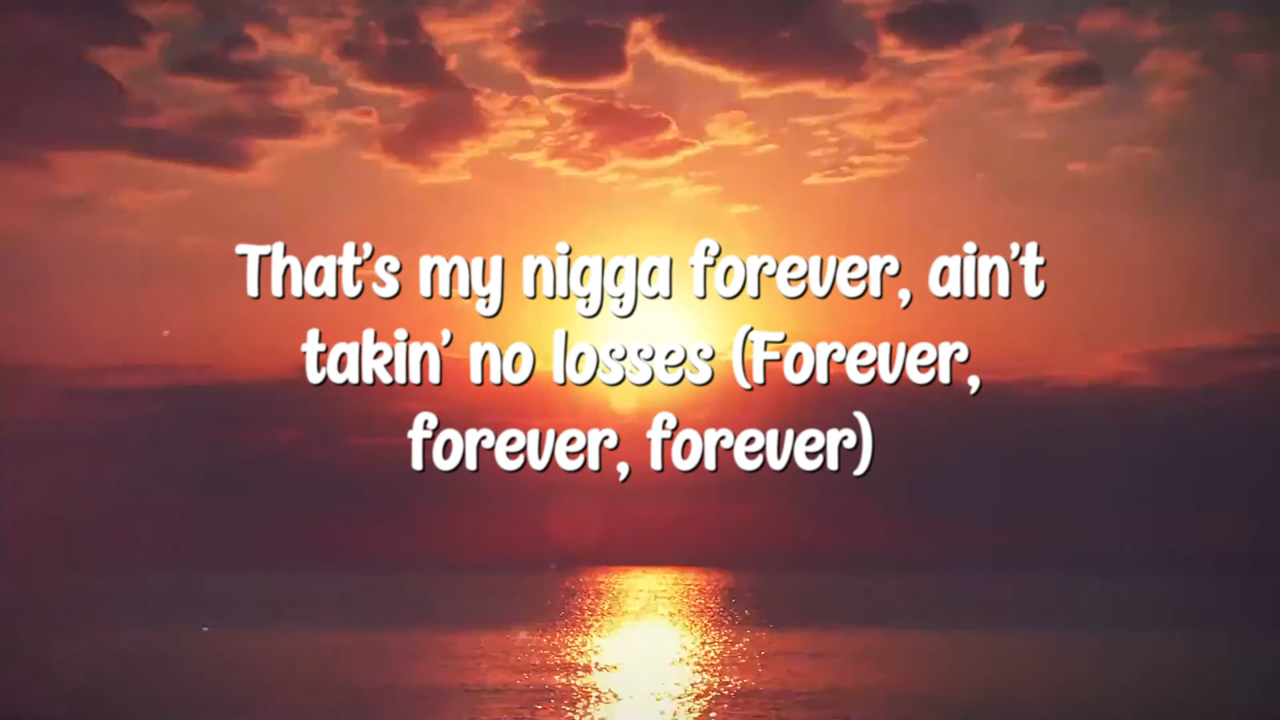 That's my nigga forever, ain't
takin' no losses (Forever,
forever, forever)